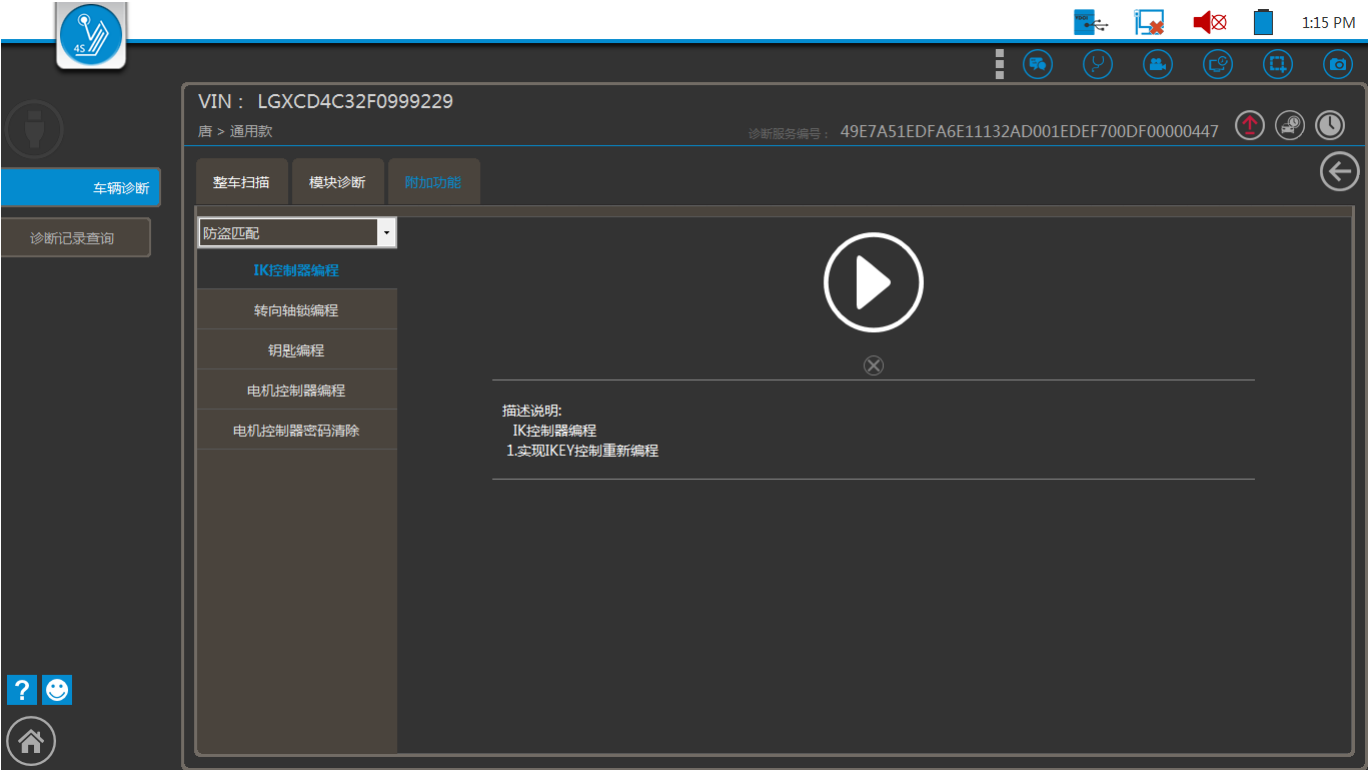 4S
1:15 PM
VIN： LGXCD4C32F0999229
唐 > 通用款
诊断服务编号： 49E7A51EDFA6E11132AD001EDEF700DF00000447
车辆诊断
诊断记录查询
整车扫描 模块诊断 附加功能
防盗匹配
IK控制器编程
转向轴锁编程
钥匙编程
电机控制器编程
电机控制器密码清除
描述说明:
IK控制器编程
1.实现IKEY控制重新编程
?